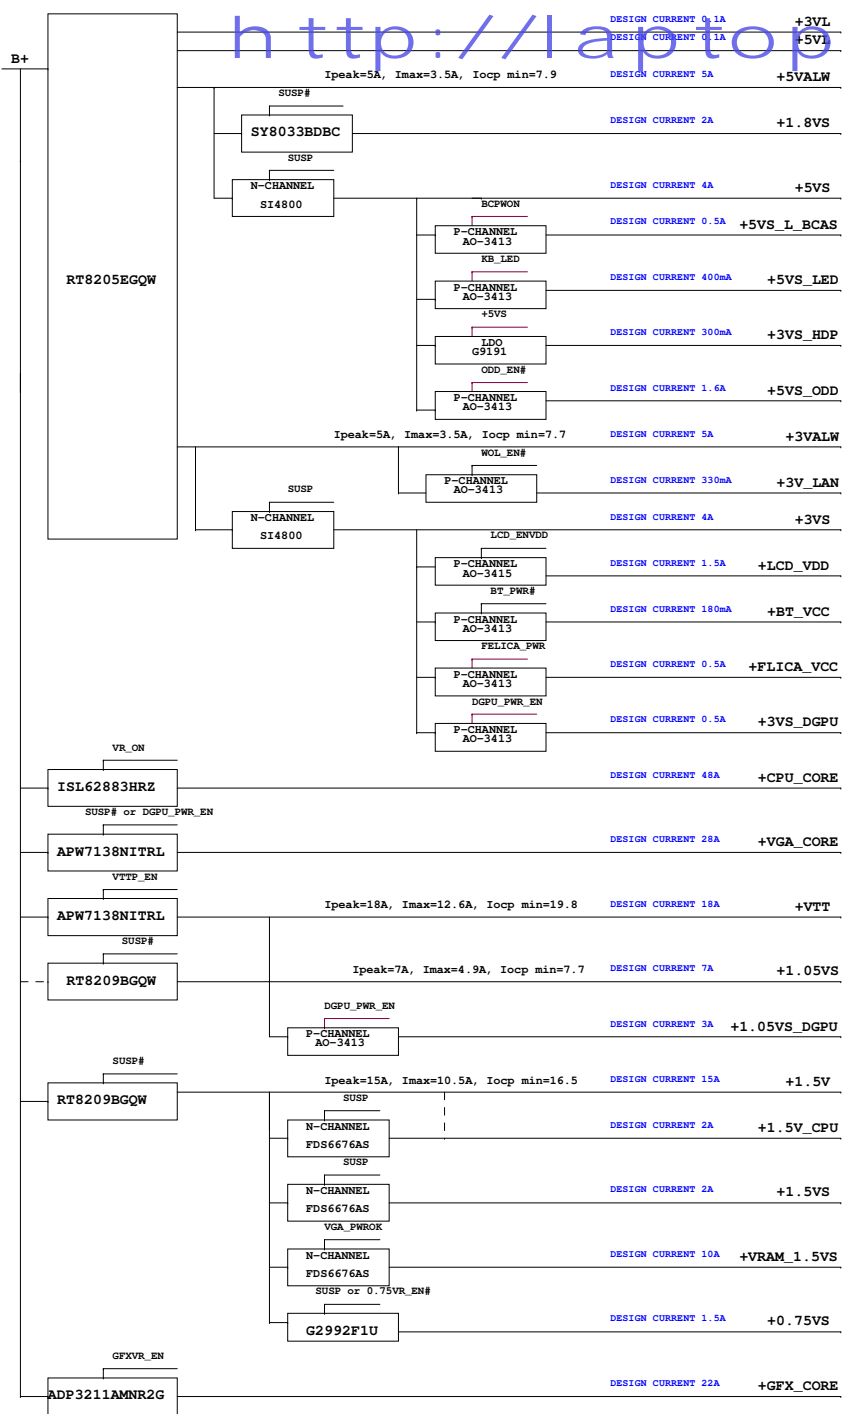 http://laptop
DESIGN CURRENT 0.1A +3VL
DESIGN CURRENT 0.1A +5VL
B+
Ipeak=5A, Imax=3.5A, Iocp min=7.9 DESIGN CURRENT 5A +5VALW
SUSP#
SY8033BDBC DESIGN CURRENT 2A +1.8VS
SUSP
N-CHANNEL
SI4800
DESIGN CURRENT 4A +5VS
BCPWON
P-CHANNEL
AO-3413
DESIGN CURRENT 0.5A +5VS_L_BCAS
KB_LED
P-CHANNEL
AO-3413
DESIGN CURRENT 400mA +5VS_LED
RT8205EGQW
+5VS
LDO
G9191
DESIGN CURRENT 300mA +3VS_HDP
ODD_EN#
P-CHANNEL
AO-3413
DESIGN CURRENT 1.6A +5VS_ODD
Ipeak=5A, Imax=3.5A, Iocp min=7.7 DESIGN CURRENT 5A +3VALW
WOL_EN#
P-CHANNEL
AO-3413
DESIGN CURRENT 330mA +3V_LAN
SUSP
N-CHANNEL
SI4800
DESIGN CURRENT 4A +3VS
LCD_ENVDD
P-CHANNEL
AO-3415
DESIGN CURRENT 1.5A +LCD_VDD
BT_PWR#
P-CHANNEL
AO-3413
DESIGN CURRENT 180mA +BT_VCC
FELICA_PWR
P-CHANNEL
AO-3413
DESIGN CURRENT 0.5A +FLICA_VCC
DGPU_PWR_EN
P-CHANNEL
AO-3413
DESIGN CURRENT 0.5A +3VS_DGPU
VR_ON
ISL62883HRZ DESIGN CURRENT 48A +CPU_CORE
SUSP# or DGPU_PWR_EN
APW7138NITRL DESIGN CURRENT 28A +VGA_CORE
VTTP_EN
APW7138NITRL Ipeak=18A, Imax=12.6A, Iocp min=19.8 DESIGN CURRENT 18A +VTT
SUSP#
RT8209BGQW Ipeak=7A, Imax=4.9A, Iocp min=7.7 DESIGN CURRENT 7A +1.05VS
DGPU_PWR_EN
P-CHANNEL
AO-3413
DESIGN CURRENT 3A +1.05VS_DGPU
SUSP#
RT8209BGQW Ipeak=15A, Imax=10.5A, Iocp min=16.5 DESIGN CURRENT 15A +1.5V
SUSP
N-CHANNEL
FDS6676AS
DESIGN CURRENT 2A +1.5V_CPU
SUSP
N-CHANNEL
FDS6676AS
DESIGN CURRENT 2A +1.5VS
VGA_PWROK
N-CHANNEL
FDS6676AS
DESIGN CURRENT 10A +VRAM_1.5VS
SUSP or 0.75VR_EN#
G2992F1U DESIGN CURRENT 1.5A +0.75VS
GFXVR_EN
ADP3211AMNR2G DESIGN CURRENT 22A +GFX_CORE